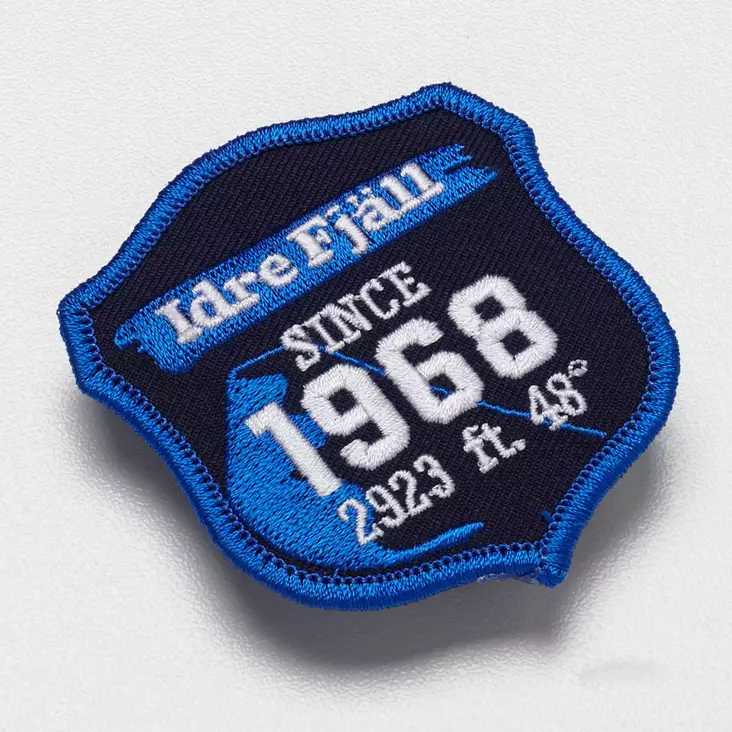 Idre Fjäll
SINCE
1968
2923 ft. 48°